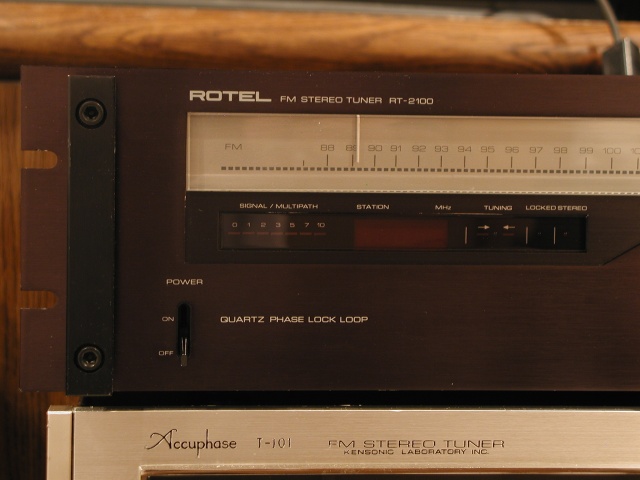 ROTEL FM STEREO TUNER RT-2100
FM 88 90 91 92 93 94 95 96 97 98 99 100
SIGNAL / MULTIPATH STATION MHz TUNING LOCKED STEREO
0 1 2 3 5 7 10
POWER
ON QUARTZ PHASE LOCK LOOP
OFF
Accuphase T-101 FM STEREO TUNER
KENSONIC LABORATORY INC.